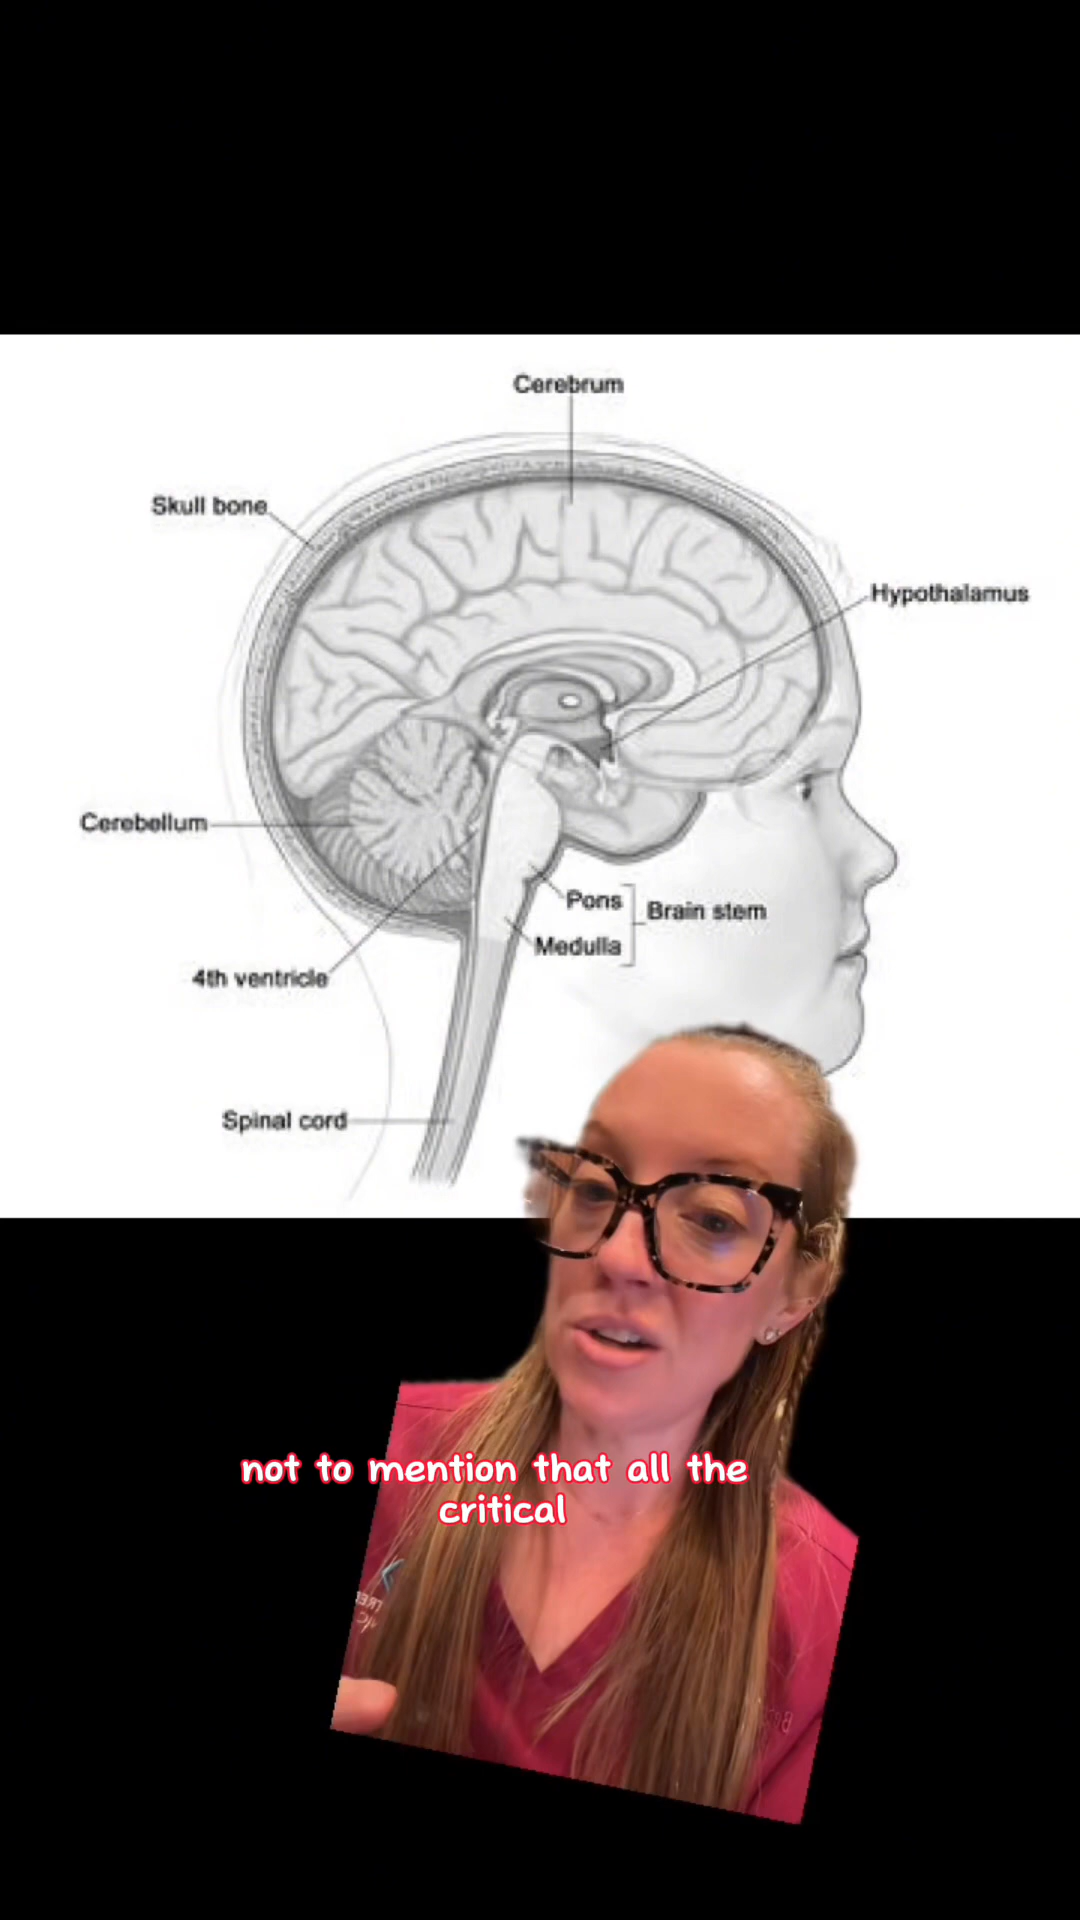 Cerebrum
Skull bone
Hypothalamus
Cerebellum
Pons
Brain stem
Medulla
4th ventricle
Spinal cord
not to mention that all the
critical